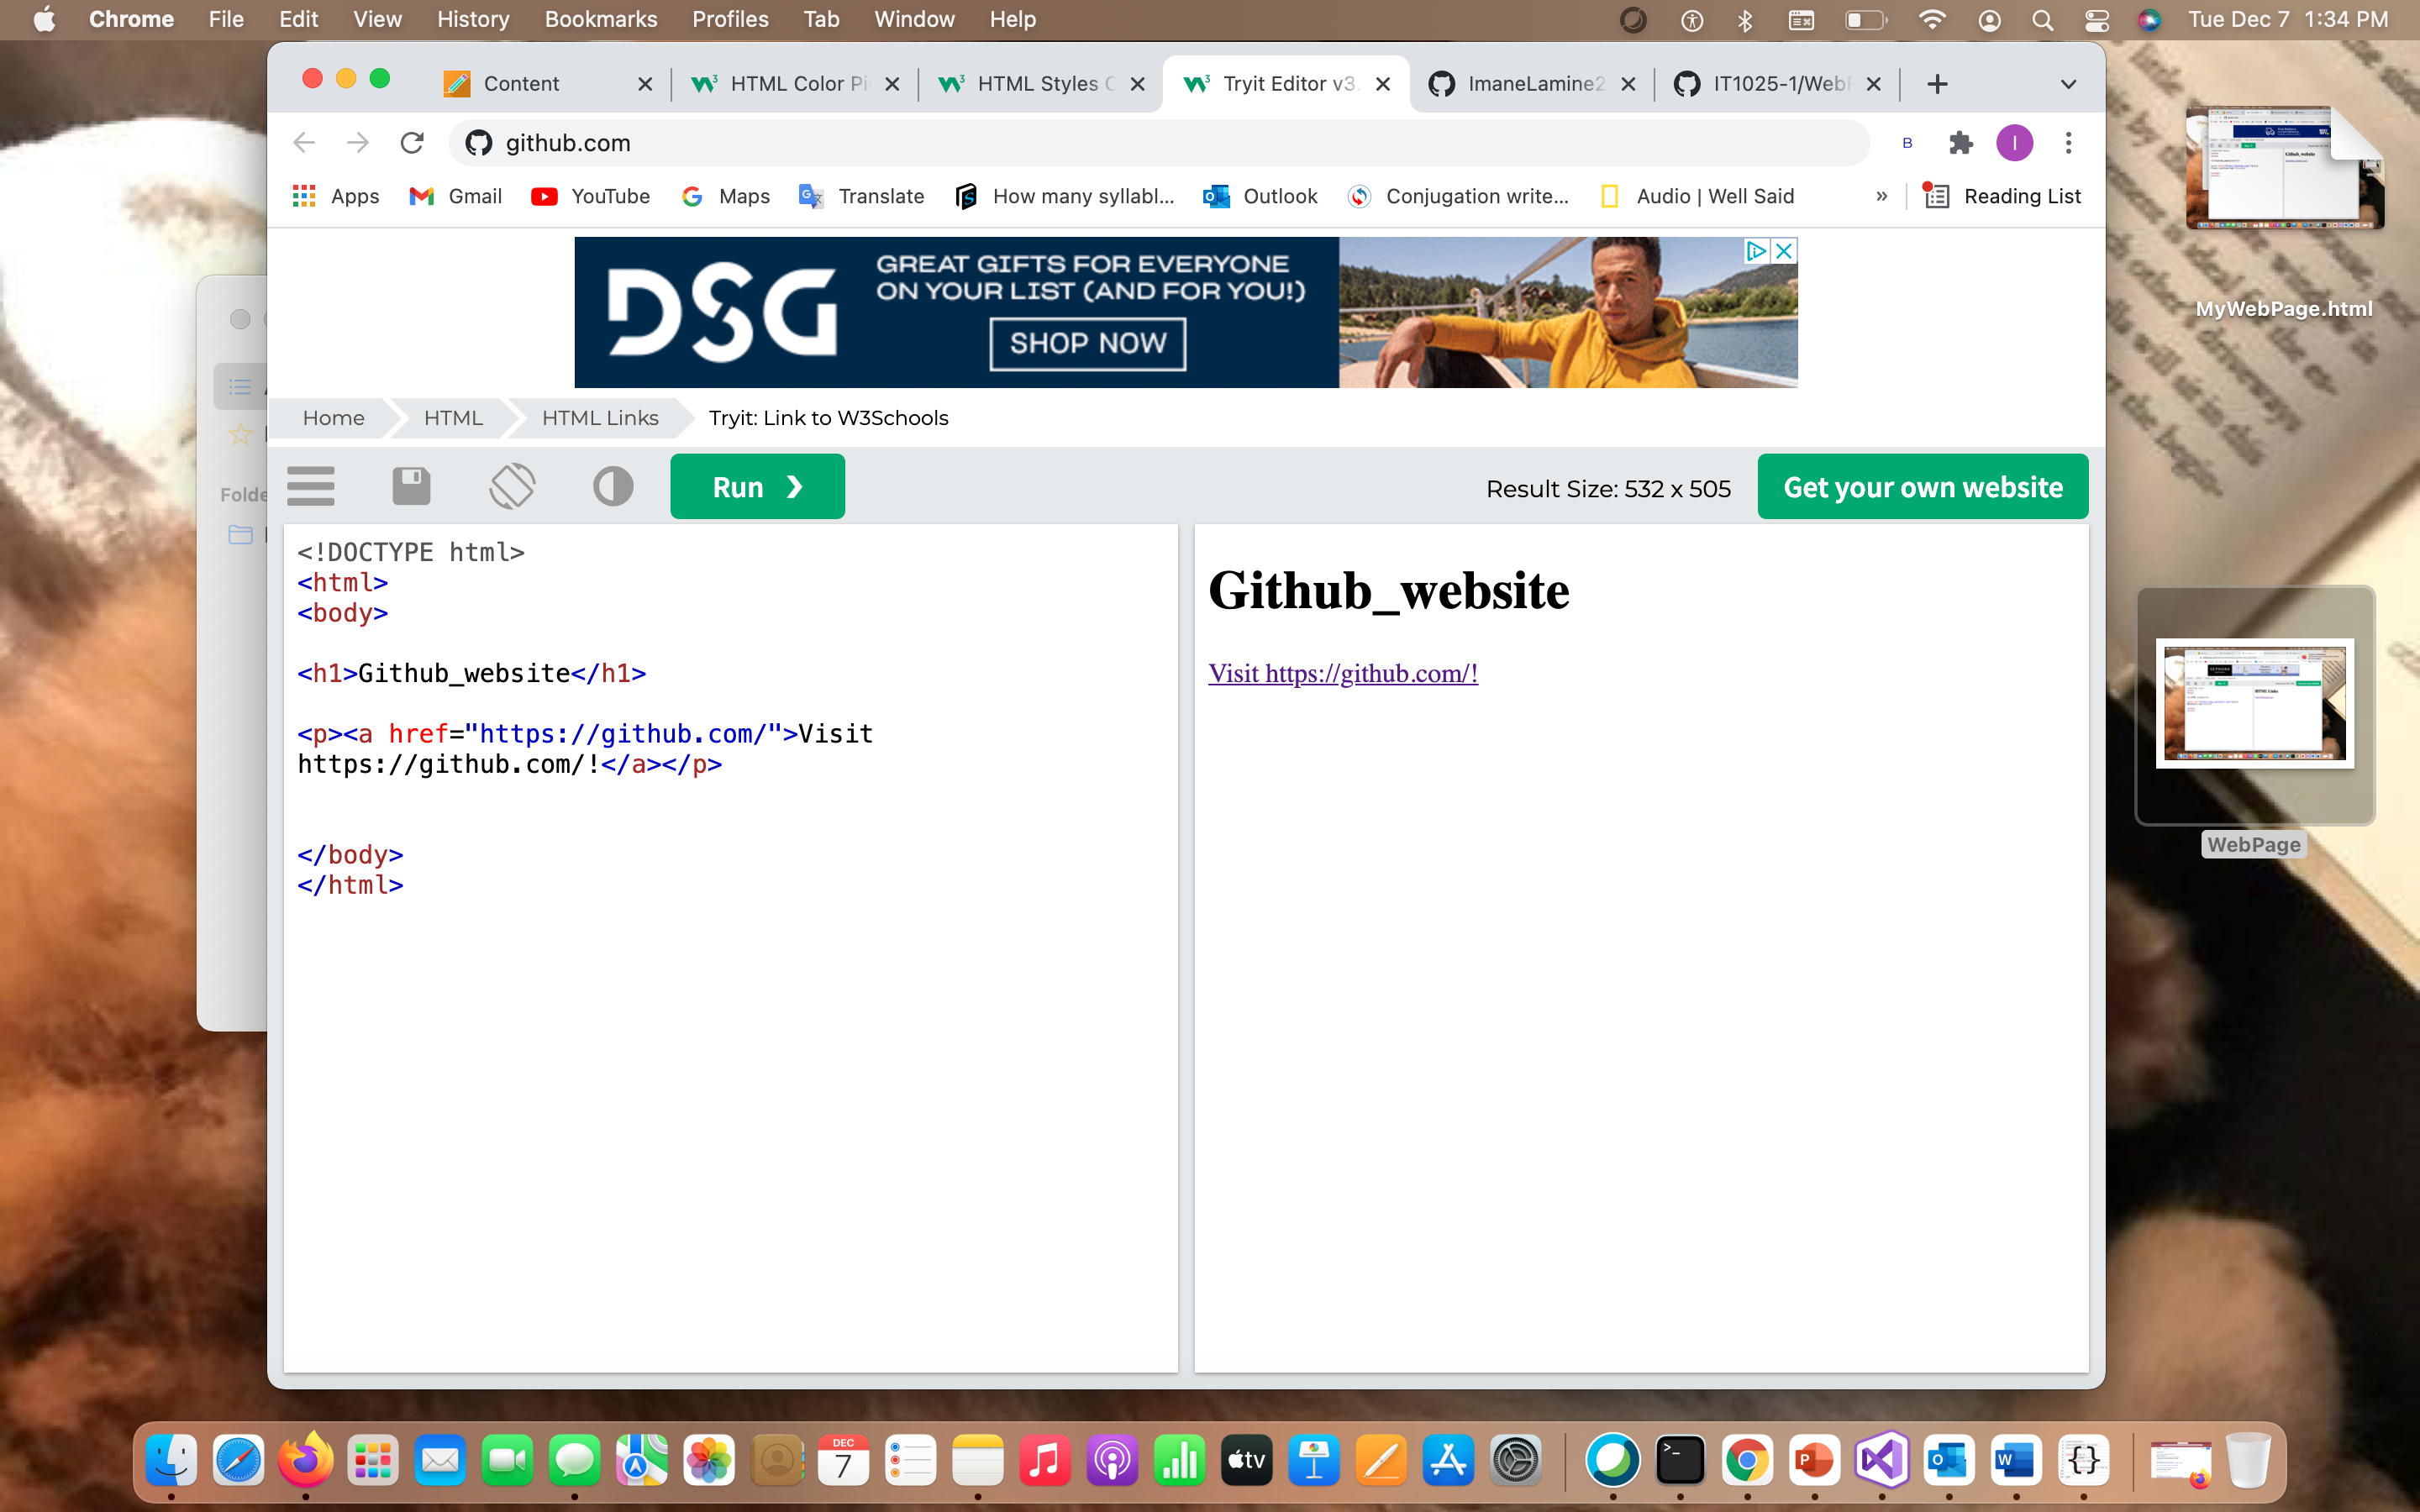 Chrome File Edit View History Bookmarks Profiles Tab Window Help Tue Dec 7 1:34 PM
Content HTML Color Pi HTML Styles C Tryit Editor v3. ImaneLamine2 IT1025-1/WebP
github.com B I
Apps Gmail YouTube Maps Translate How many syllabl... Outlook Conjugation write... Audio | Well Said » Reading List
DSG
GREAT GIFTS FOR EVERYONE
ON YOUR LIST (AND FOR YOU!)
SHOP NOW
MyWebPage.html
Home HTML HTML Links Tryit: Link to W3Schools
Run ❯ Result Size: 532 x 505 Get your own website
Folde
<!DOCTYPE html>
<html>
<body>
<h1>Github_website</h1>
<p><a href="https://github.com/">Visit
https://github.com/!</a></p>
</body>
</html>
Github_website
Visit https://github.com/!
WebPage
DEC
7
tv